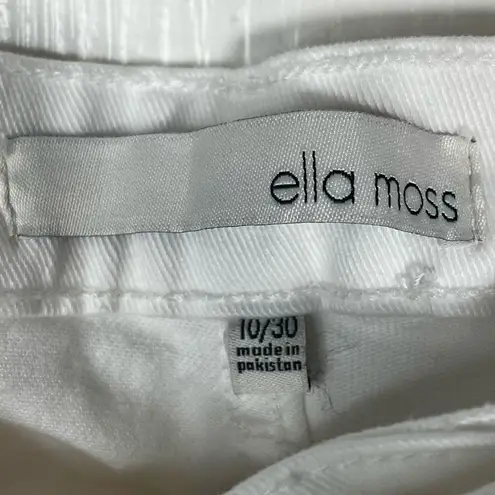 ella moss
10/30
made in
pakistan